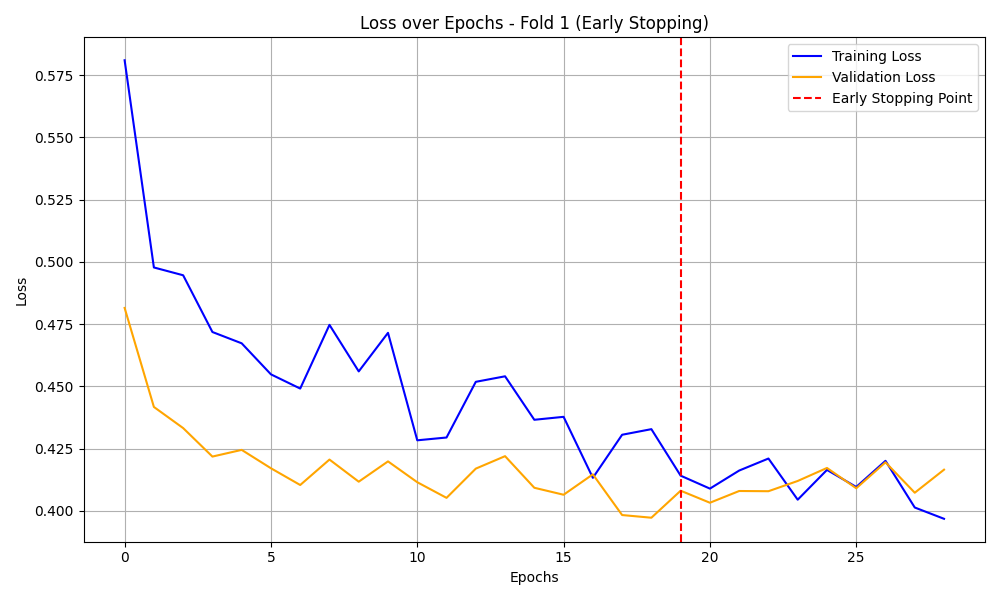 Loss over Epochs - Fold 1 (Early Stopping)
Training Loss
Validation Loss
Early Stopping Point
Loss
0.575
0.550
0.525
0.500
0.475
0.450
0.425
0.400
0 5 10 15 20 25
Epochs